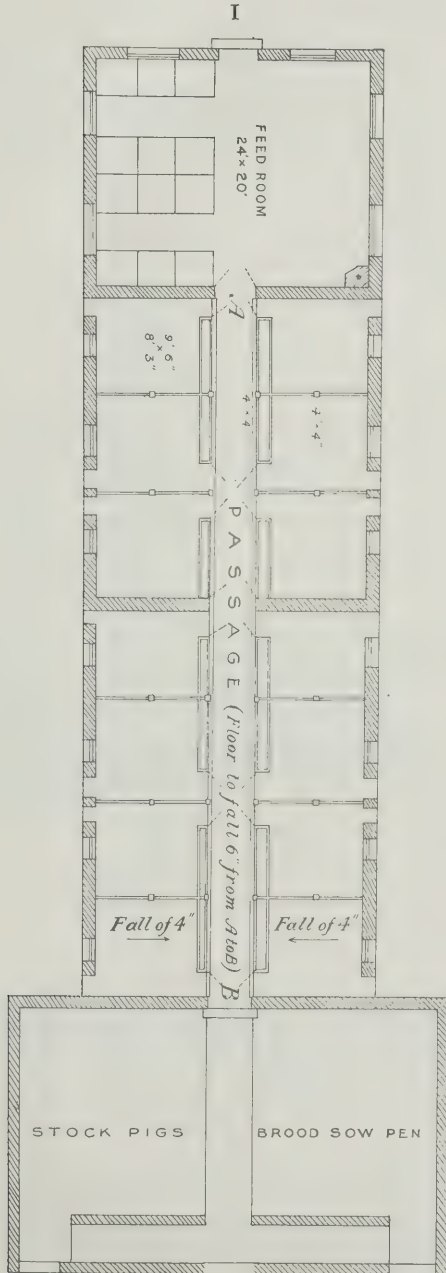 I
FEED ROOM
24' × 20'
A
9' 6"
×
8' 3"
4' - 4
4' - 4"
PASSAGE (Floor to fall 6" from A to B)
B
Fall of 4"
Fall of 4"
STOCK PIGS
BROOD SOW PEN